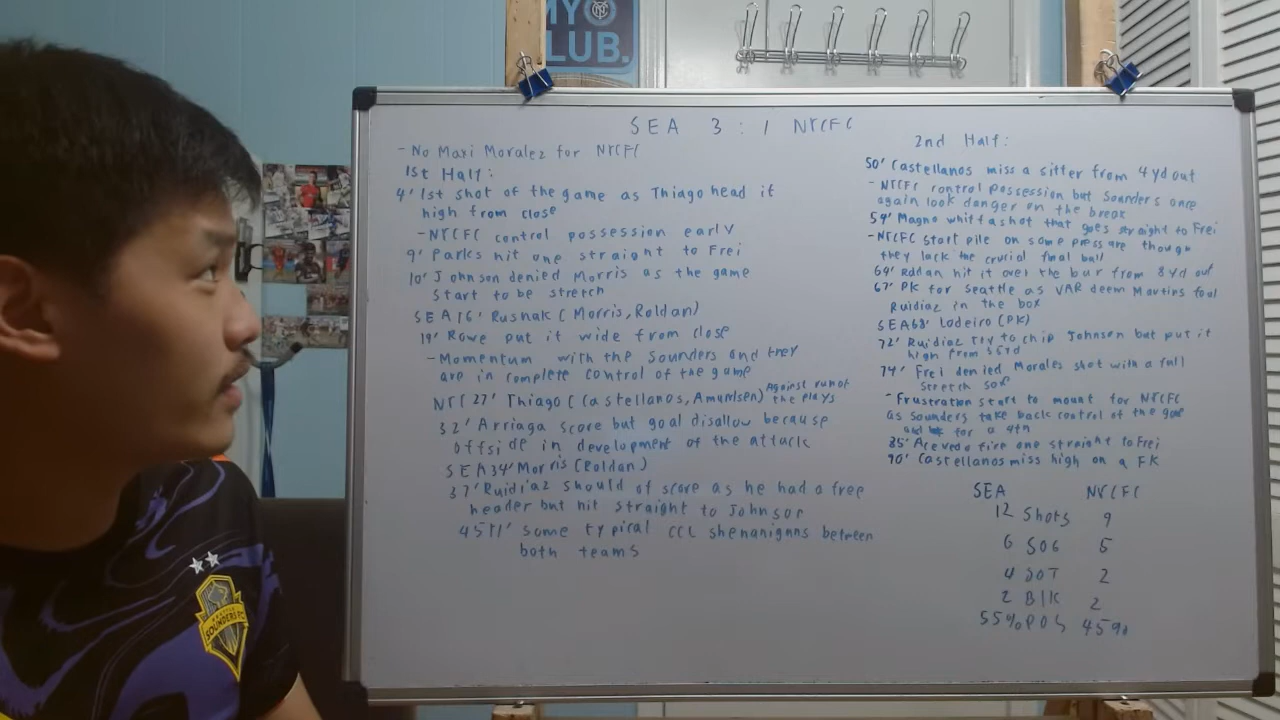 MY
CLUB.
SEA 3 : 1 NYCFC
- No Maxi Moralez for NYCFC
1st Half:
4' 1st shot of the game as Thiago head it
high from close
- NYCFC control possession early
9' Parks hit one straight to Frei
10' Johnson denied Morris as the game
start to be stretch
SEA 16' Rusnak (Morris, Roldan)
19' Rowe put it wide from close
- Momentum with the Sounders and they
are in complete control of the game
NYC 27' Thiago (Castellanos, Amundsen) Against run of
the plays
32' Arriaga score but goal disallow because
offside in development of the attack
SEA 34' Morris (Roldan)
37' Ruidiaz should of score as he had a free
header but hit straight to Johnson
45+1' some typical CCL shenanigans between
both teams
2nd Half:
50' Castellanos miss a sitter from 4yd out
- NYCFC control possession but Sounders once
again look danger on the break
59' Magno whiff a shot that goes straight to Frei
- NYCFC start pile on some pressure though
they lack the crucial final ball
64' Roldan hit it over the bar from 8yd out
67' PK for Seattle as VAR deem Martins foul
Ruidiaz in the box
SEA 68' Lodeiro (PK)
72' Ruidiaz try to chip Johnson but put it
high from 35yd
74' Frei denied Morales shot with a full
stretch save
- Frustration start to mount for NYCFC
as Sounders take back control of the game
for a 4th
85' Acevedo fire one straight to Frei
90' Castellanos miss high on a FK
SEA NYCFC
12 Shots 9
6 SOG 5
4 SOT 2
2 Blk 2
55% POS 45%
SEATTLE
SOUNDERS FC